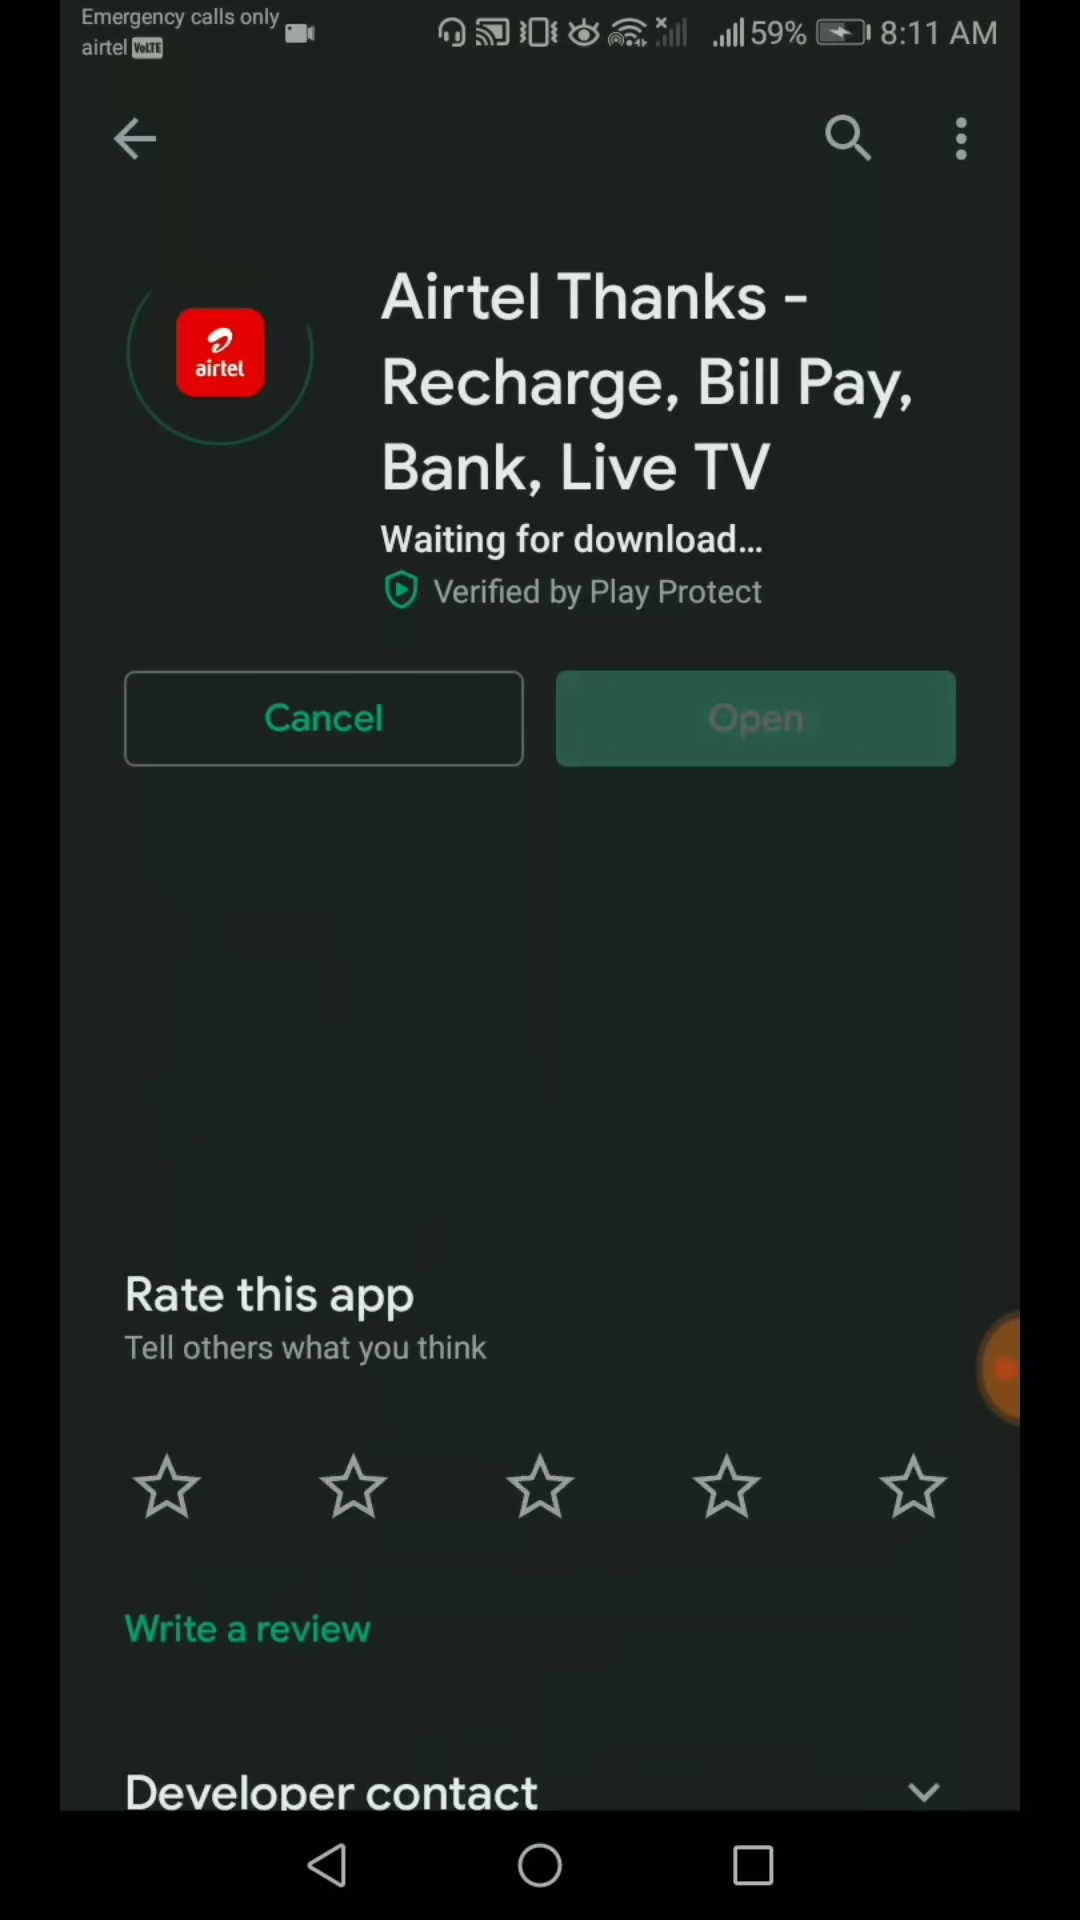 Emergency calls only
airtel VoLTE
59% 8:11 AM
airtel
Airtel Thanks -
Recharge, Bill Pay,
Bank, Live TV
Waiting for download...
Verified by Play Protect
Cancel
Open
Rate this app
Tell others what you think
Write a review
Developer contact